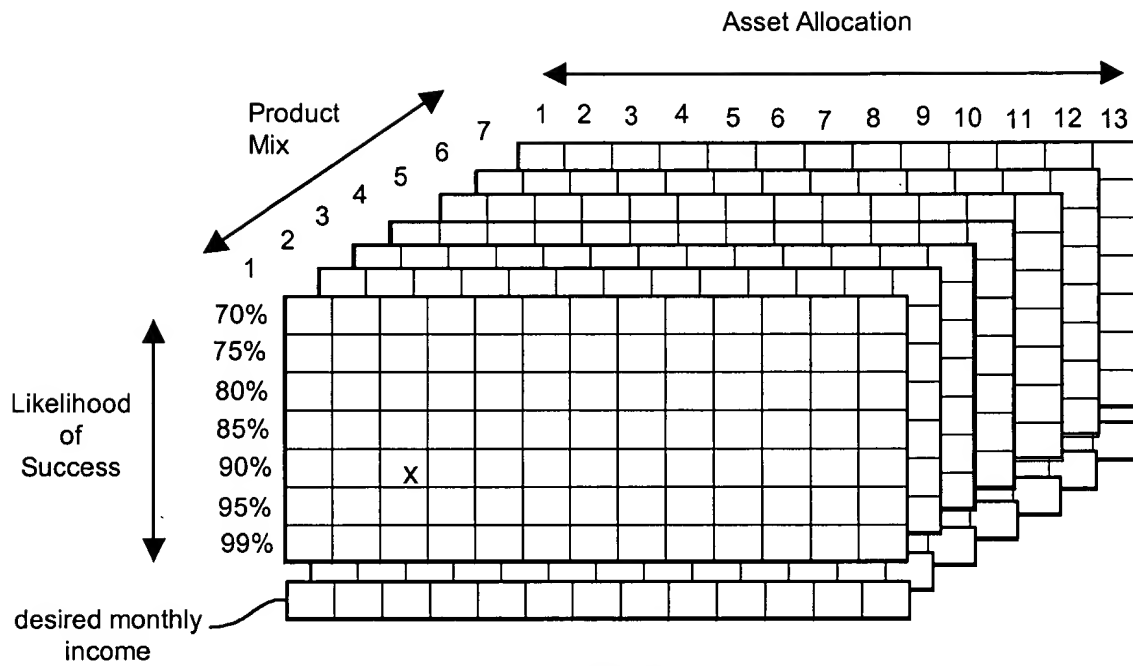 Asset Allocation
Product
Mix
1 2 3 4 5 6 7 8 9 10 11 12 13
7
6
5
4
3
2
1
70%
75%
80%
85%
90%
95%
99%
Likelihood
of
Success
x
desired monthly
income